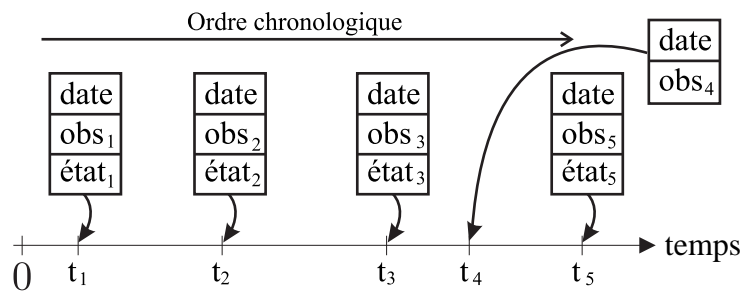 Ordre chronologique
date
obs4
date
obs1
état1
date
obs2
état2
date
obs3
état3
date
obs5
état5
temps
0
t1
t2
t3
t4
t5